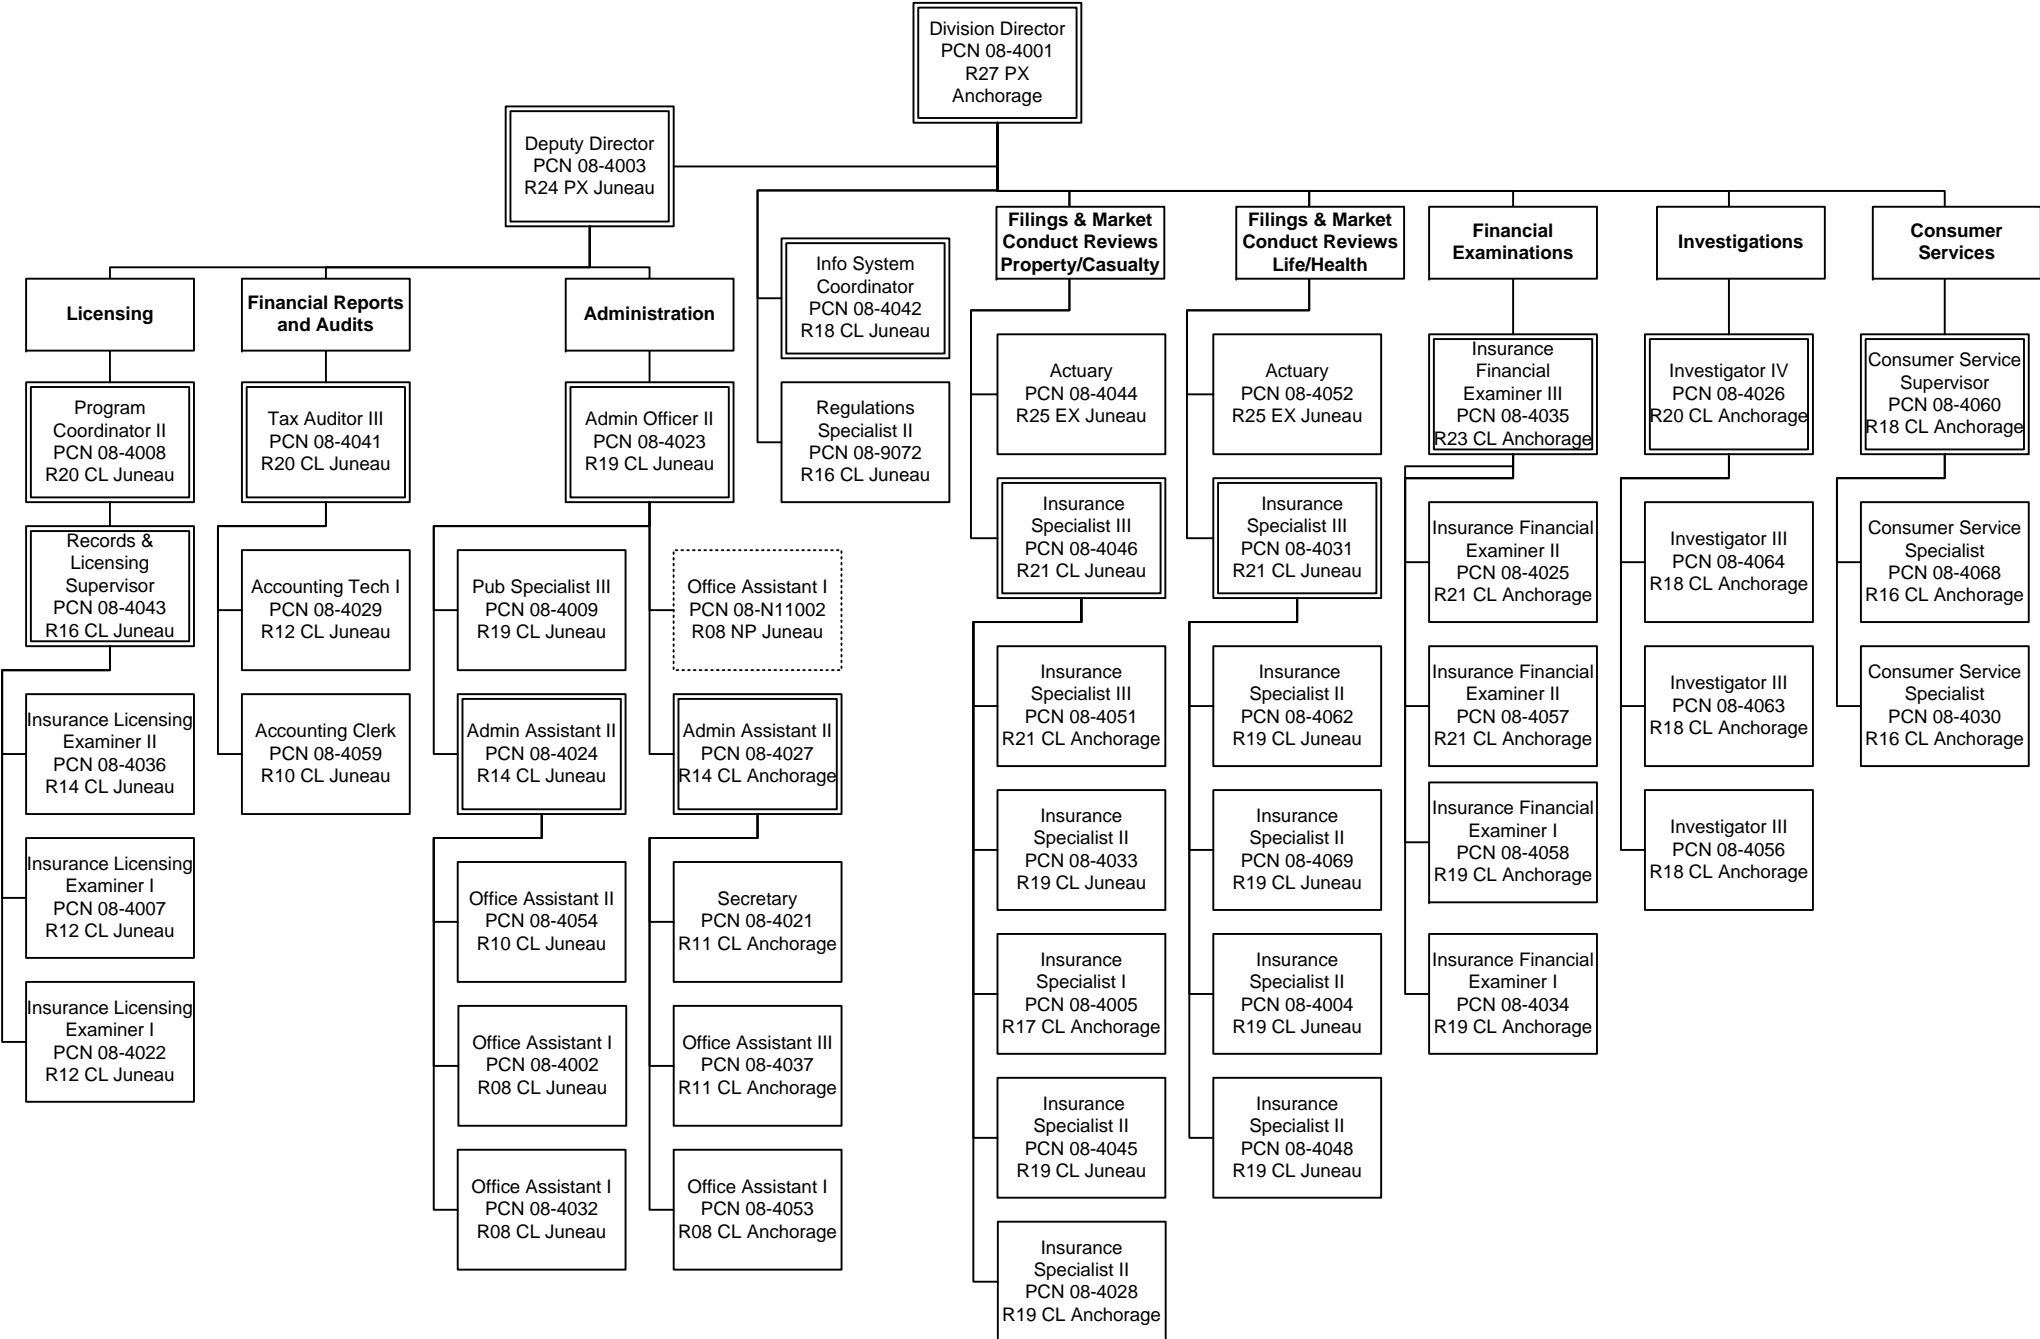 Division Director
PCN 08-4001
R27 PX
Anchorage
Deputy Director
PCN 08-4003
R24 PX Juneau
Licensing
Program
Coordinator II
PCN 08-4008
R20 CL Juneau
Records &
Licensing
Supervisor
PCN 08-4043
R16 CL Juneau
Insurance Licensing
Examiner II
PCN 08-4036
R14 CL Juneau
Insurance Licensing
Examiner I
PCN 08-4007
R12 CL Juneau
Insurance Licensing
Examiner I
PCN 08-4022
R12 CL Juneau
Financial Reports
and Audits
Tax Auditor III
PCN 08-4041
R20 CL Juneau
Accounting Tech I
PCN 08-4029
R12 CL Juneau
Accounting Clerk
PCN 08-4059
R10 CL Juneau
Administration
Admin Officer II
PCN 08-4023
R19 CL Juneau
Pub Specialist III
PCN 08-4009
R19 CL Juneau
Admin Assistant II
PCN 08-4024
R14 CL Juneau
Office Assistant II
PCN 08-4054
R10 CL Juneau
Office Assistant I
PCN 08-4002
R08 CL Juneau
Office Assistant I
PCN 08-4032
R08 CL Juneau
Office Assistant I
PCN 08-N11002
R08 NP Juneau
Admin Assistant II
PCN 08-4027
R14 CL Anchorage
Secretary
PCN 08-4021
R11 CL Anchorage
Office Assistant III
PCN 08-4037
R11 CL Anchorage
Office Assistant I
PCN 08-4053
R08 CL Anchorage
Info System
Coordinator
PCN 08-4042
R18 CL Juneau
Regulations
Specialist II
PCN 08-9072
R16 CL Juneau
Filings & Market
Conduct Reviews
Property/Casualty
Actuary
PCN 08-4044
R25 EX Juneau
Insurance
Specialist III
PCN 08-4046
R21 CL Juneau
Insurance
Specialist III
PCN 08-4051
R21 CL Anchorage
Insurance
Specialist II
PCN 08-4033
R19 CL Juneau
Insurance
Specialist I
PCN 08-4005
R17 CL Anchorage
Insurance
Specialist II
PCN 08-4045
R19 CL Juneau
Insurance
Specialist II
PCN 08-4028
R19 CL Anchorage
Filings & Market
Conduct Reviews
Life/Health
Actuary
PCN 08-4052
R25 EX Juneau
Insurance
Specialist III
PCN 08-4031
R21 CL Juneau
Insurance
Specialist II
PCN 08-4062
R19 CL Juneau
Insurance
Specialist II
PCN 08-4069
R19 CL Juneau
Insurance
Specialist II
PCN 08-4004
R19 CL Juneau
Insurance
Specialist II
PCN 08-4048
R19 CL Juneau
Financial
Examinations
Insurance
Financial
Examiner III
PCN 08-4035
R23 CL Anchorage
Insurance Financial
Examiner II
PCN 08-4025
R21 CL Anchorage
Insurance Financial
Examiner II
PCN 08-4057
R21 CL Anchorage
Insurance Financial
Examiner I
PCN 08-4058
R19 CL Anchorage
Insurance Financial
Examiner I
PCN 08-4034
R19 CL Anchorage
Investigations
Investigator IV
PCN 08-4026
R20 CL Anchorage
Investigator III
PCN 08-4064
R18 CL Anchorage
Investigator III
PCN 08-4063
R18 CL Anchorage
Investigator III
PCN 08-4056
R18 CL Anchorage
Consumer
Services
Consumer Service
Supervisor
PCN 08-4060
R18 CL Anchorage
Consumer Service
Specialist
PCN 08-4068
R16 CL Anchorage
Consumer Service
Specialist
PCN 08-4030
R16 CL Anchorage